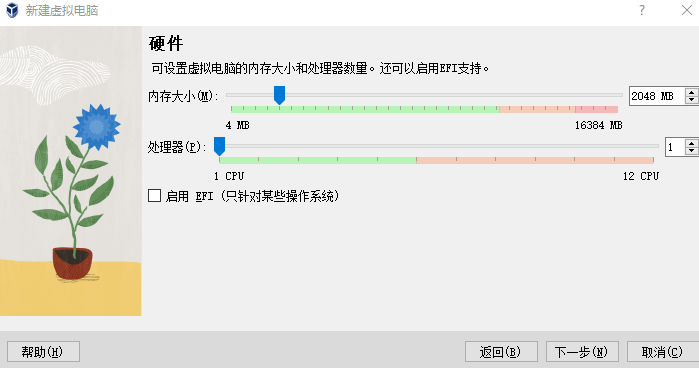 新建虚拟电脑
硬件
可设置虚拟电脑的内存大小和处理器数量。还可以启用EFI支持。
内存大小(M): 2048 MB
4 MB 16384 MB
处理器(P): 1
1 CPU 12 CPU
启用 EFI (只针对某些操作系统)
帮助(H) 返回(B) 下一步(N) 取消(C)